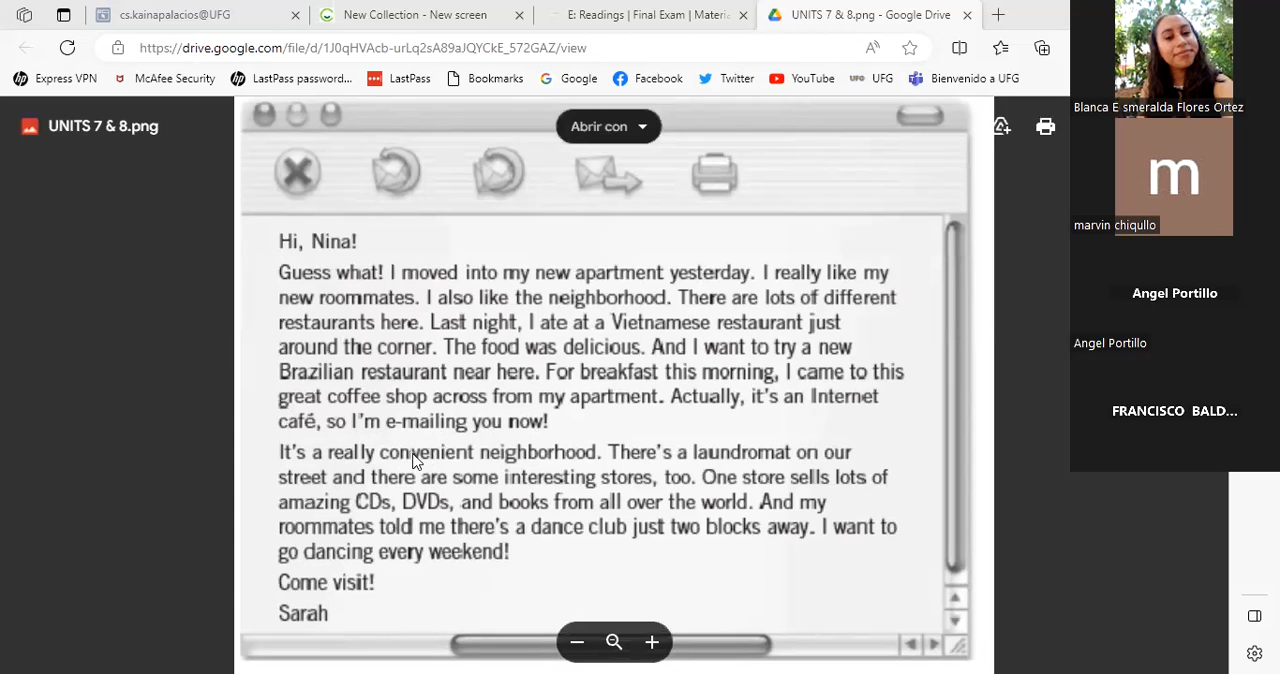 cs.kainapalacios@UFG
New Collection - New screen
E: Readings | Final Exam | Materi
UNITS 7 & 8.png - Google Drive
https://drive.google.com/file/d/1J0qHVAcb-urLq2sA89aJQYCkE_572GAZ/view
Express VPN
McAfee Security
LastPass password...
LastPass
Bookmarks
Google
Facebook
Twitter
YouTube
UFG
Bienvenido a UFG
UNITS 7 & 8.png
Abrir con
Hi, Nina!
Guess what! I moved into my new apartment yesterday. I really like my
new roommates. I also like the neighborhood. There are lots of different
restaurants here. Last night, I ate at a Vietnamese restaurant just
around the corner. The food was delicious. And I want to try a new
Brazilian restaurant near here. For breakfast this morning, I came to this
great coffee shop across from my apartment. Actually, it's an Internet
café, so I'm e-mailing you now!
It's a really convenient neighborhood. There's a laundromat on our
street and there are some interesting stores, too. One store sells lots of
amazing CDs, DVDs, and books from all over the world. And my
roommates told me there's a dance club just two blocks away. I want to
go dancing every weekend!
Come visit!
Sarah
Blanca E smeralda Flores Ortez
m
marvin chiqullo
Angel Portillo
Angel Portillo
FRANCISCO BALD...